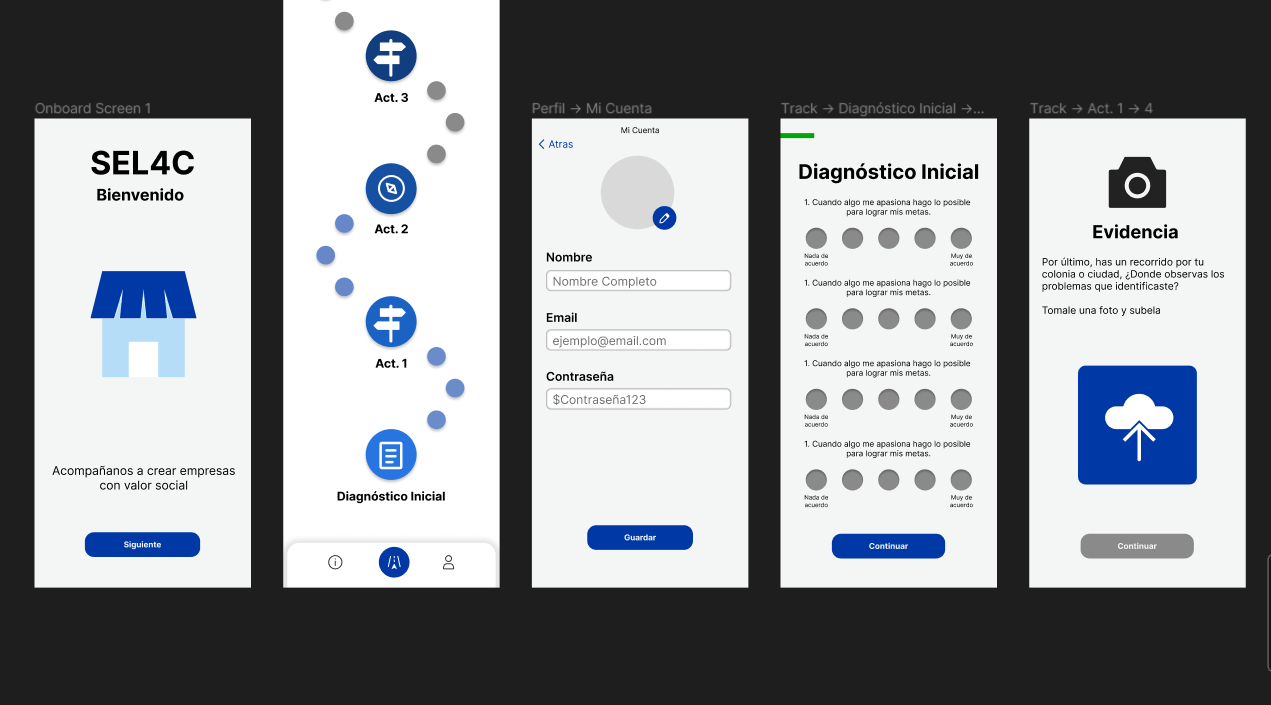 Onboard Screen 1
SEL4C
Bienvenido
Acompañanos a crear empresas
con valor social
Siguiente
Act. 3
Act. 2
Act. 1
Diagnóstico Inicial
Perfil → Mi Cuenta
Mi Cuenta
Atras
Nombre
Nombre Completo
Email
ejemplo@email.com
Contraseña
$Contraseña123
Guardar
Track → Diagnóstico Inicial →...
Diagnóstico Inicial
1. Cuando algo me apasiona hago lo posible
para lograr mis metas.
Nada de
acuerdo
Muy de
acuerdo
1. Cuando algo me apasiona hago lo posible
para lograr mis metas.
Nada de
acuerdo
Muy de
acuerdo
1. Cuando algo me apasiona hago lo posible
para lograr mis metas.
Nada de
acuerdo
Muy de
acuerdo
1. Cuando algo me apasiona hago lo posible
para lograr mis metas.
Nada de
acuerdo
Muy de
acuerdo
Continuar
Track → Act. 1 → 4
Evidencia
Por último, has un recorrido por tu
colonia o ciudad, ¿Donde observas los
problemas que identificaste?
Tomale una foto y subela
Continuar